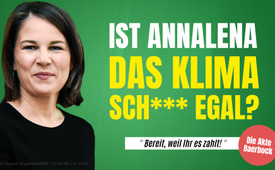 IST ANNALENA
DAS KLIMA
SCH*** EGAL?
" Bereit, weil Ihr es zahlt! "
Die Akte
Baerbock